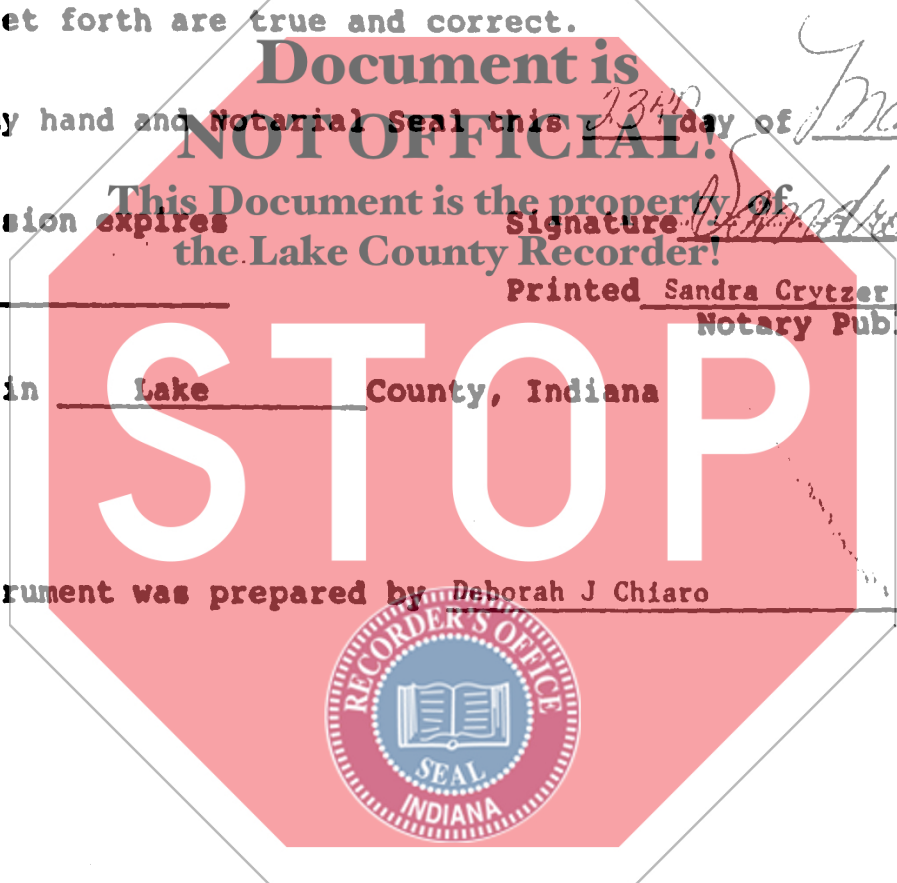 et forth are true and correct.
Document is
y hand and Notarial Seal this 23rd day of
NOT OFFICIAL!
This Document is the property of
sion expires Signature
the Lake County Recorder!
Printed Sandra Crytzer
Notary Pub
in Lake County, Indiana
STOP
rument was prepared by Deborah J Chiaro
RECORDER'S OFFICE
SEAL
INDIANA